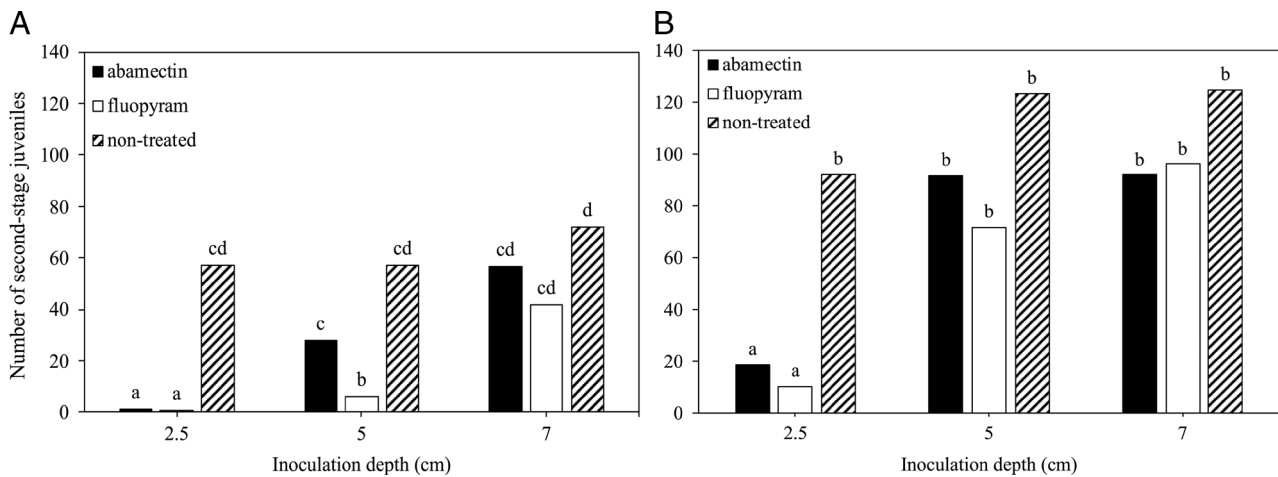 A
Number of second-stage juveniles
140
120
100
80
60
40
20
0
abamectin
fluopyram
non-treated
a
a
cd
c
b
cd
cd
cd
d
2.5
5
7
Inoculation depth (cm)
B
140
120
100
80
60
40
20
0
abamectin
fluopyram
non-treated
a
a
b
b
b
b
b
b
b
2.5
5
7
Inoculation depth (cm)